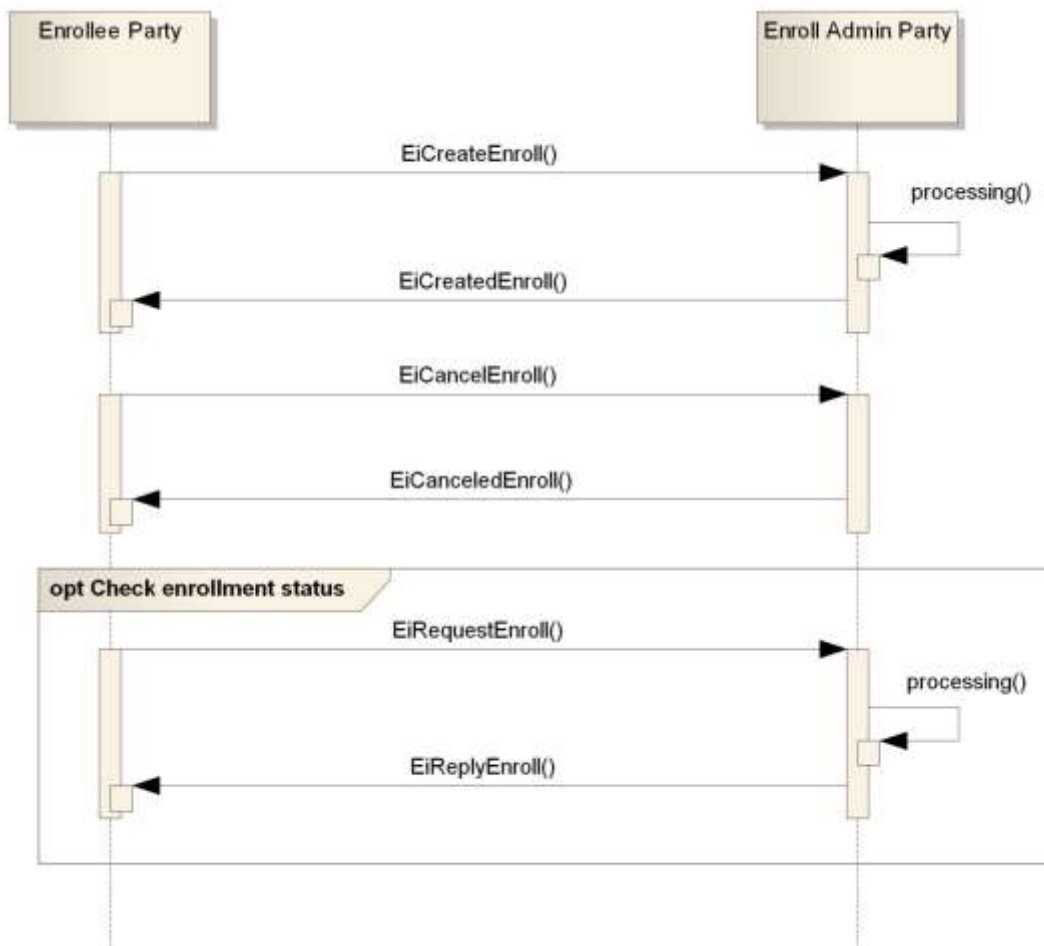 Enrollee Party
Enroll Admin Party
EiCreateEnroll()
processing()
EiCreatedEnroll()
EiCancelEnroll()
EiCanceledEnroll()
opt Check enrollment status
EiRequestEnroll()
processing()
EiReplyEnroll()